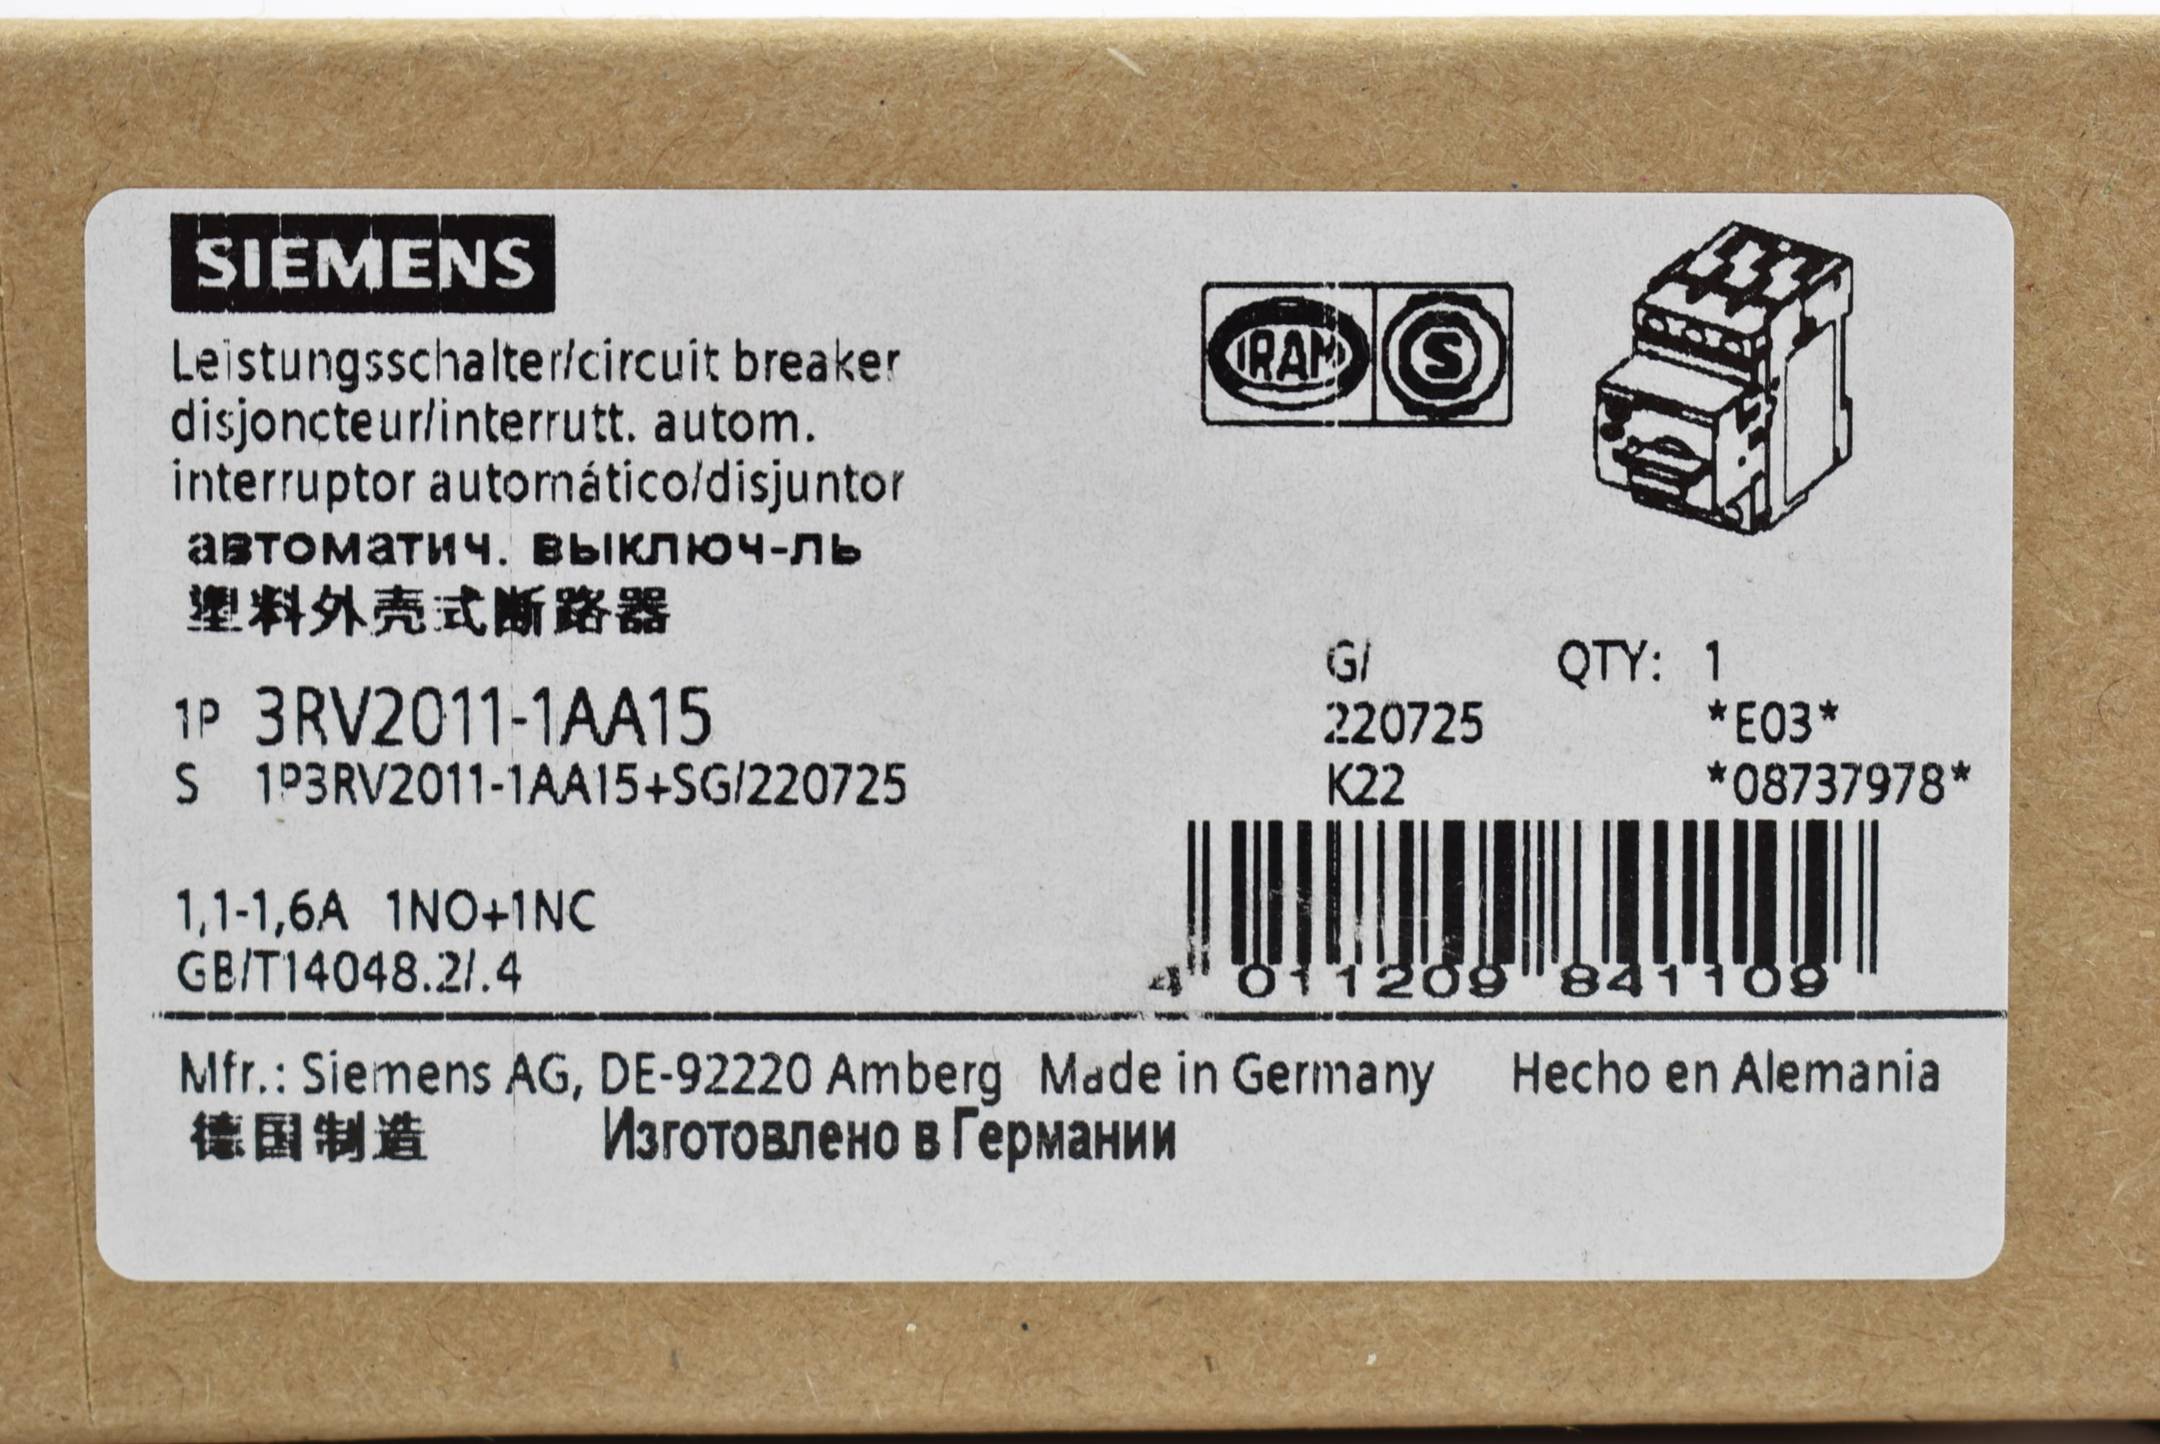 SIEMENS
Leistungsschalter/circuit breaker
disjoncteur/interrutt. autom.
interruptor automático/disjuntor
автоматич. выключ-ль
塑料外壳式断路器
IRAM S
G/ QTY: 1
1P 3RV2011-1AA15 220725 *E03*
S 1P3RV2011-1AA15+SG/220725 K22 *08737978*
1,1-1,6A 1NO+1NC
GB/T14048.2/.4
4 011209 841109
Mfr.: Siemens AG, DE-92220 Amberg Made in Germany Hecho en Alemania
德国制造 Изготовлено в Германии